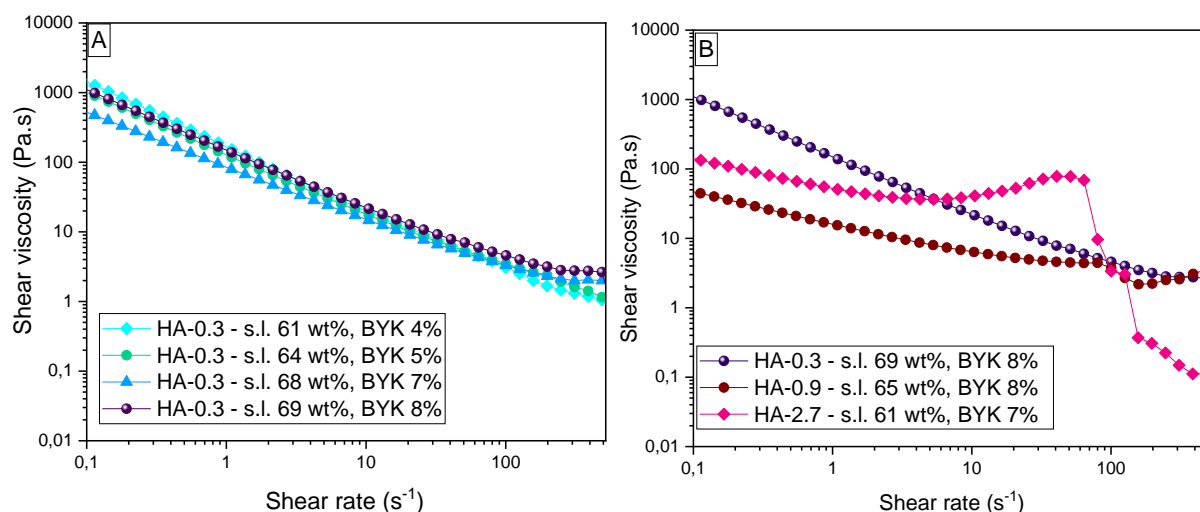 A
Shear viscosity (Pa.s)
10000
1000
100
10
1
0,1
0,01
HA-0.3 - s.l. 61 wt%, BYK 4%
HA-0.3 - s.l. 64 wt%, BYK 5%
HA-0.3 - s.l. 68 wt%, BYK 7%
HA-0.3 - s.l. 69 wt%, BYK 8%
0,1 1 10 100
Shear rate (s⁻¹)
B
Shear viscosity (Pa.s)
10000
1000
100
10
1
0,1
0,01
HA-0.3 - s.l. 69 wt%, BYK 8%
HA-0.9 - s.l. 65 wt%, BYK 8%
HA-2.7 - s.l. 61 wt%, BYK 7%
0,1 1 10 100
Shear rate (s⁻¹)